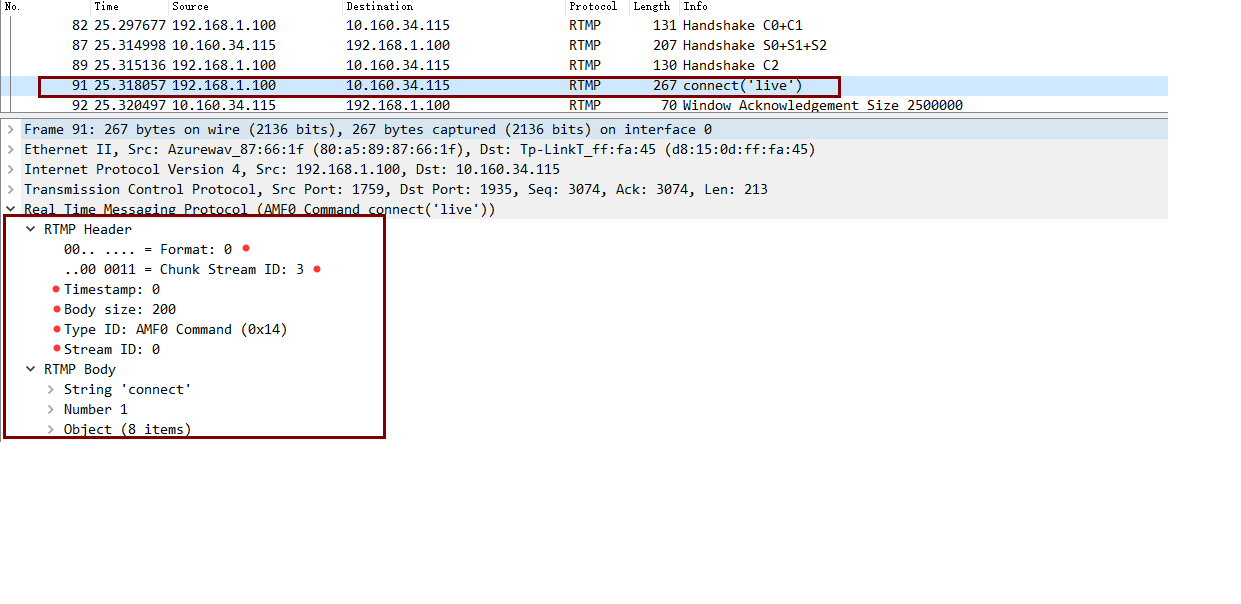 No. Time Source Destination Protocol Length Info
82 25.297677 192.168.1.100 10.160.34.115 RTMP 131 Handshake C0+C1
87 25.314998 10.160.34.115 192.168.1.100 RTMP 207 Handshake S0+S1+S2
89 25.315136 192.168.1.100 10.160.34.115 RTMP 130 Handshake C2
91 25.318057 192.168.1.100 10.160.34.115 RTMP 267 connect('live')
92 25.320497 10.160.34.115 192.168.1.100 RTMP 70 Window Acknowledgement Size 2500000
Frame 91: 267 bytes on wire (2136 bits), 267 bytes captured (2136 bits) on interface 0
Ethernet II, Src: Azurewav_87:66:1f (80:a5:89:87:66:1f), Dst: Tp-LinkT_ff:fa:45 (d8:15:0d:ff:fa:45)
Internet Protocol Version 4, Src: 192.168.1.100, Dst: 10.160.34.115
Transmission Control Protocol, Src Port: 1759, Dst Port: 1935, Seq: 3074, Ack: 3074, Len: 213
Real Time Messaging Protocol (AMF0 Command connect('live'))
RTMP Header
00.. .... = Format: 0
..00 0011 = Chunk Stream ID: 3
Timestamp: 0
Body size: 200
Type ID: AMF0 Command (0x14)
Stream ID: 0
RTMP Body
String 'connect'
Number 1
Object (8 items)